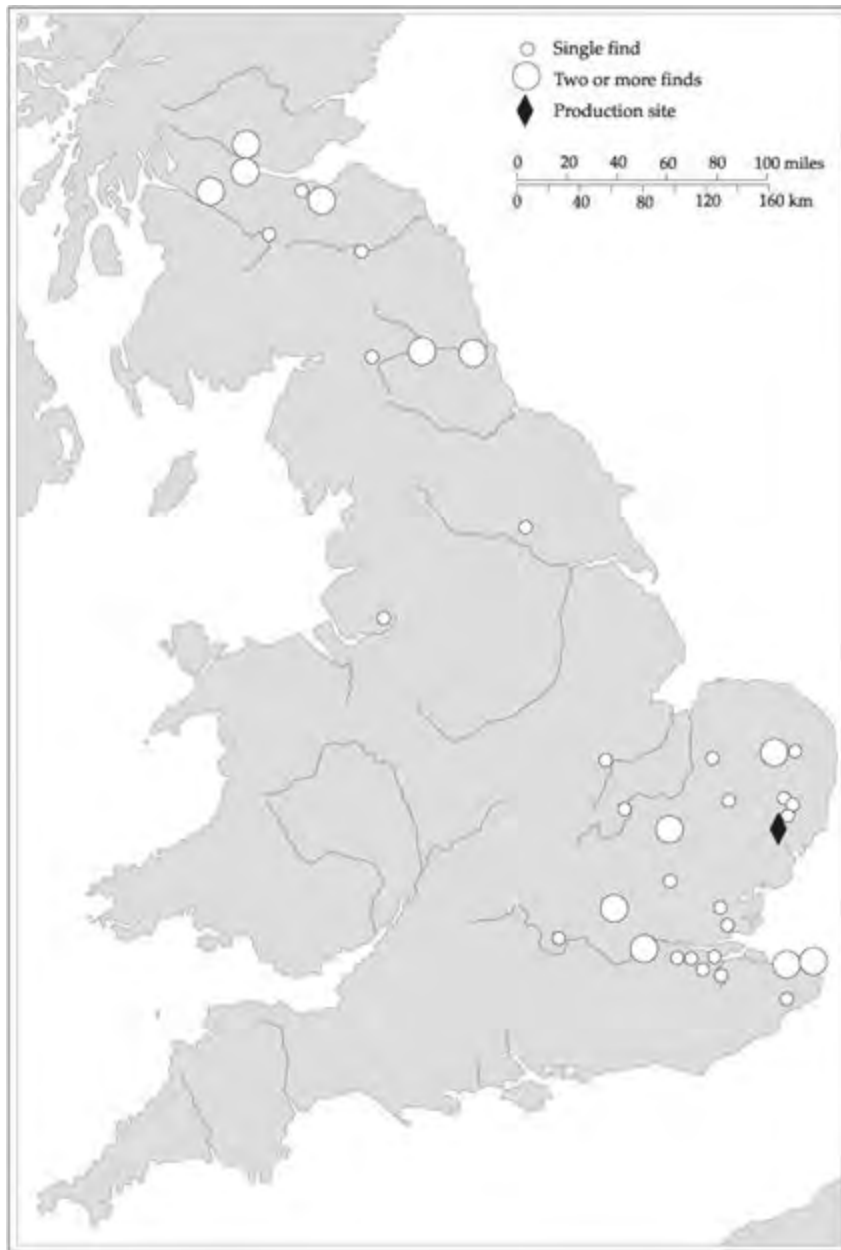 Single find
Two or more finds
Production site
0 20 40 60 80 100 miles
0 40 80 120 160 km